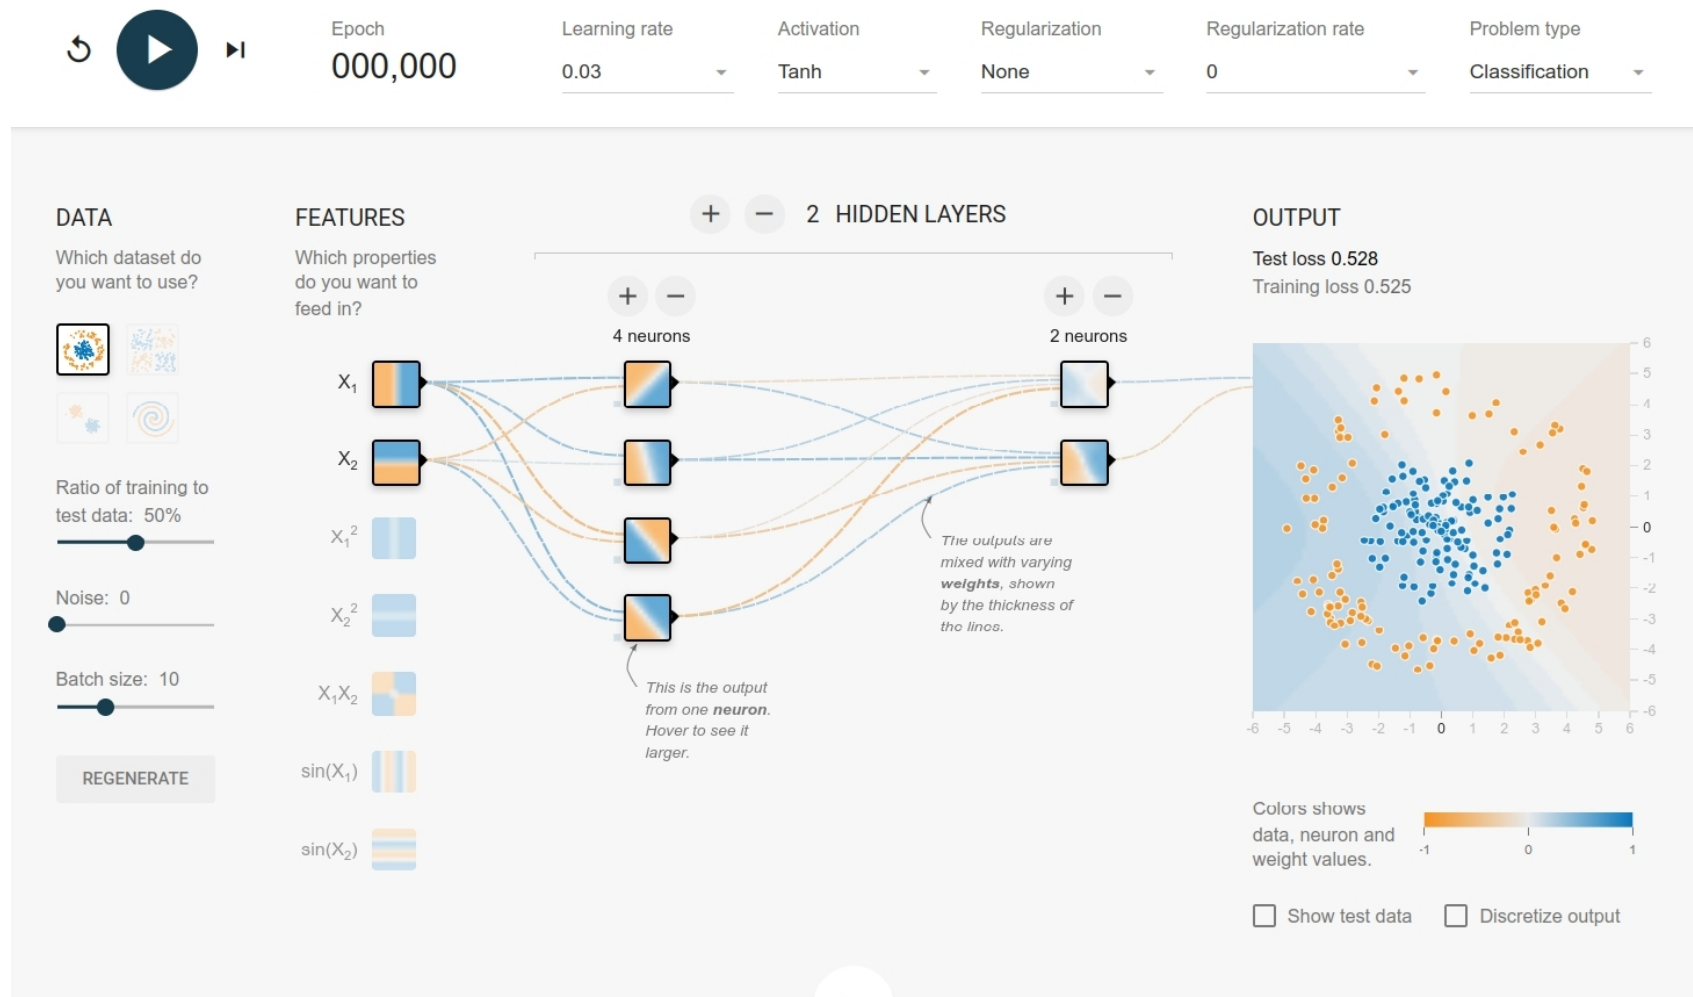 Epoch
000,000
Learning rate
0.03
Activation
Tanh
Regularization
None
Regularization rate
0
Problem type
Classification
DATA
Which dataset do
you want to use?
Ratio of training to
test data: 50%
Noise: 0
Batch size: 10
REGENERATE
FEATURES
Which properties
do you want to
feed in?
X1
X2
X1²
X2²
X1X2
sin(X1)
sin(X2)
+ − 2 HIDDEN LAYERS
+ −
4 neurons
+ −
2 neurons
This is the output
from one neuron.
Hover to see it
larger.
The outputs are
mixed with varying
weights, shown
by the thickness of
the lines.
OUTPUT
Test loss 0.528
Training loss 0.525
6
5
4
3
2
1
0
-1
-2
-3
-4
-5
-6
-6 -5 -4 -3 -2 -1 0 1 2 3 4 5 6
Colors shows
data, neuron and
weight values.
-1 0 1
Show test data
Discretize output